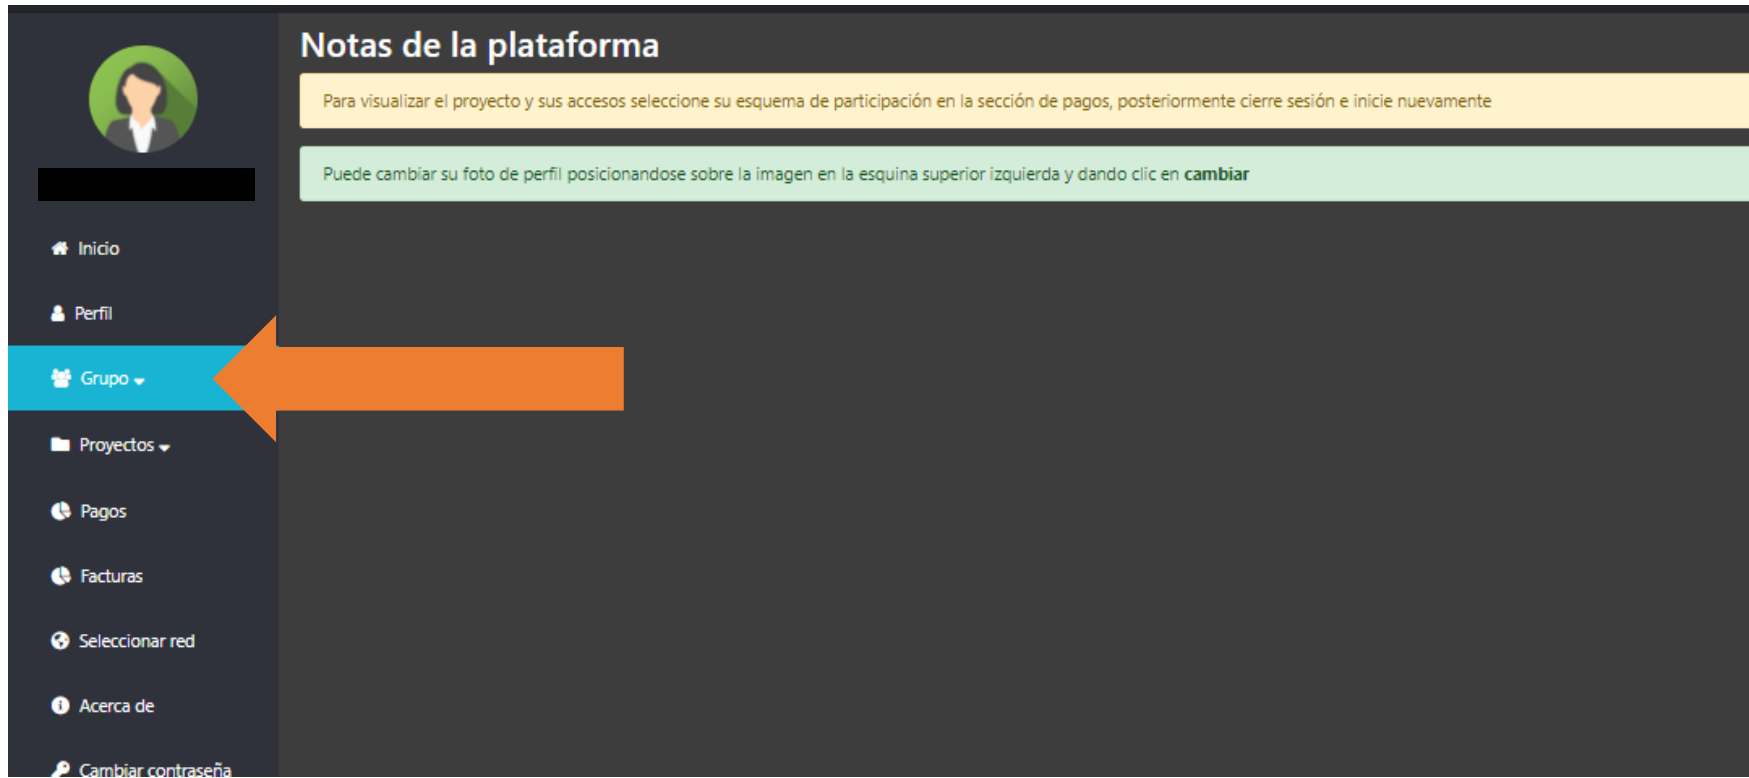 Notas de la plataforma
Para visualizar el proyecto y sus accesos seleccione su esquema de participación en la sección de pagos, posteriormente cierre sesión e inicie nuevamente
Puede cambiar su foto de perfil posicionandose sobre la imagen en la esquina superior izquierda y dando clic en cambiar
Inicio
Perfil
Grupo
Proyectos
Pagos
Facturas
Seleccionar red
Acerca de
Cambiar contraseña